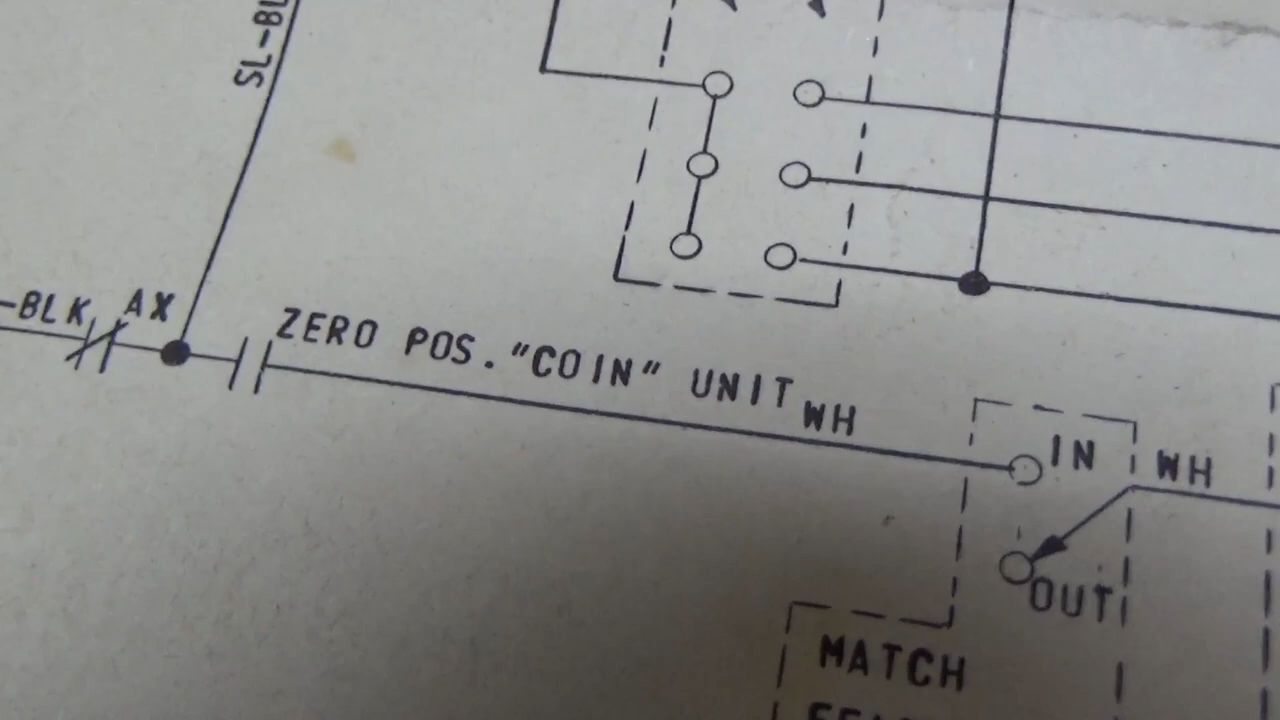 SL-BL
-BLK AX
ZERO POS. "COIN" UNIT WH
IN
WH
OUT
MATCH